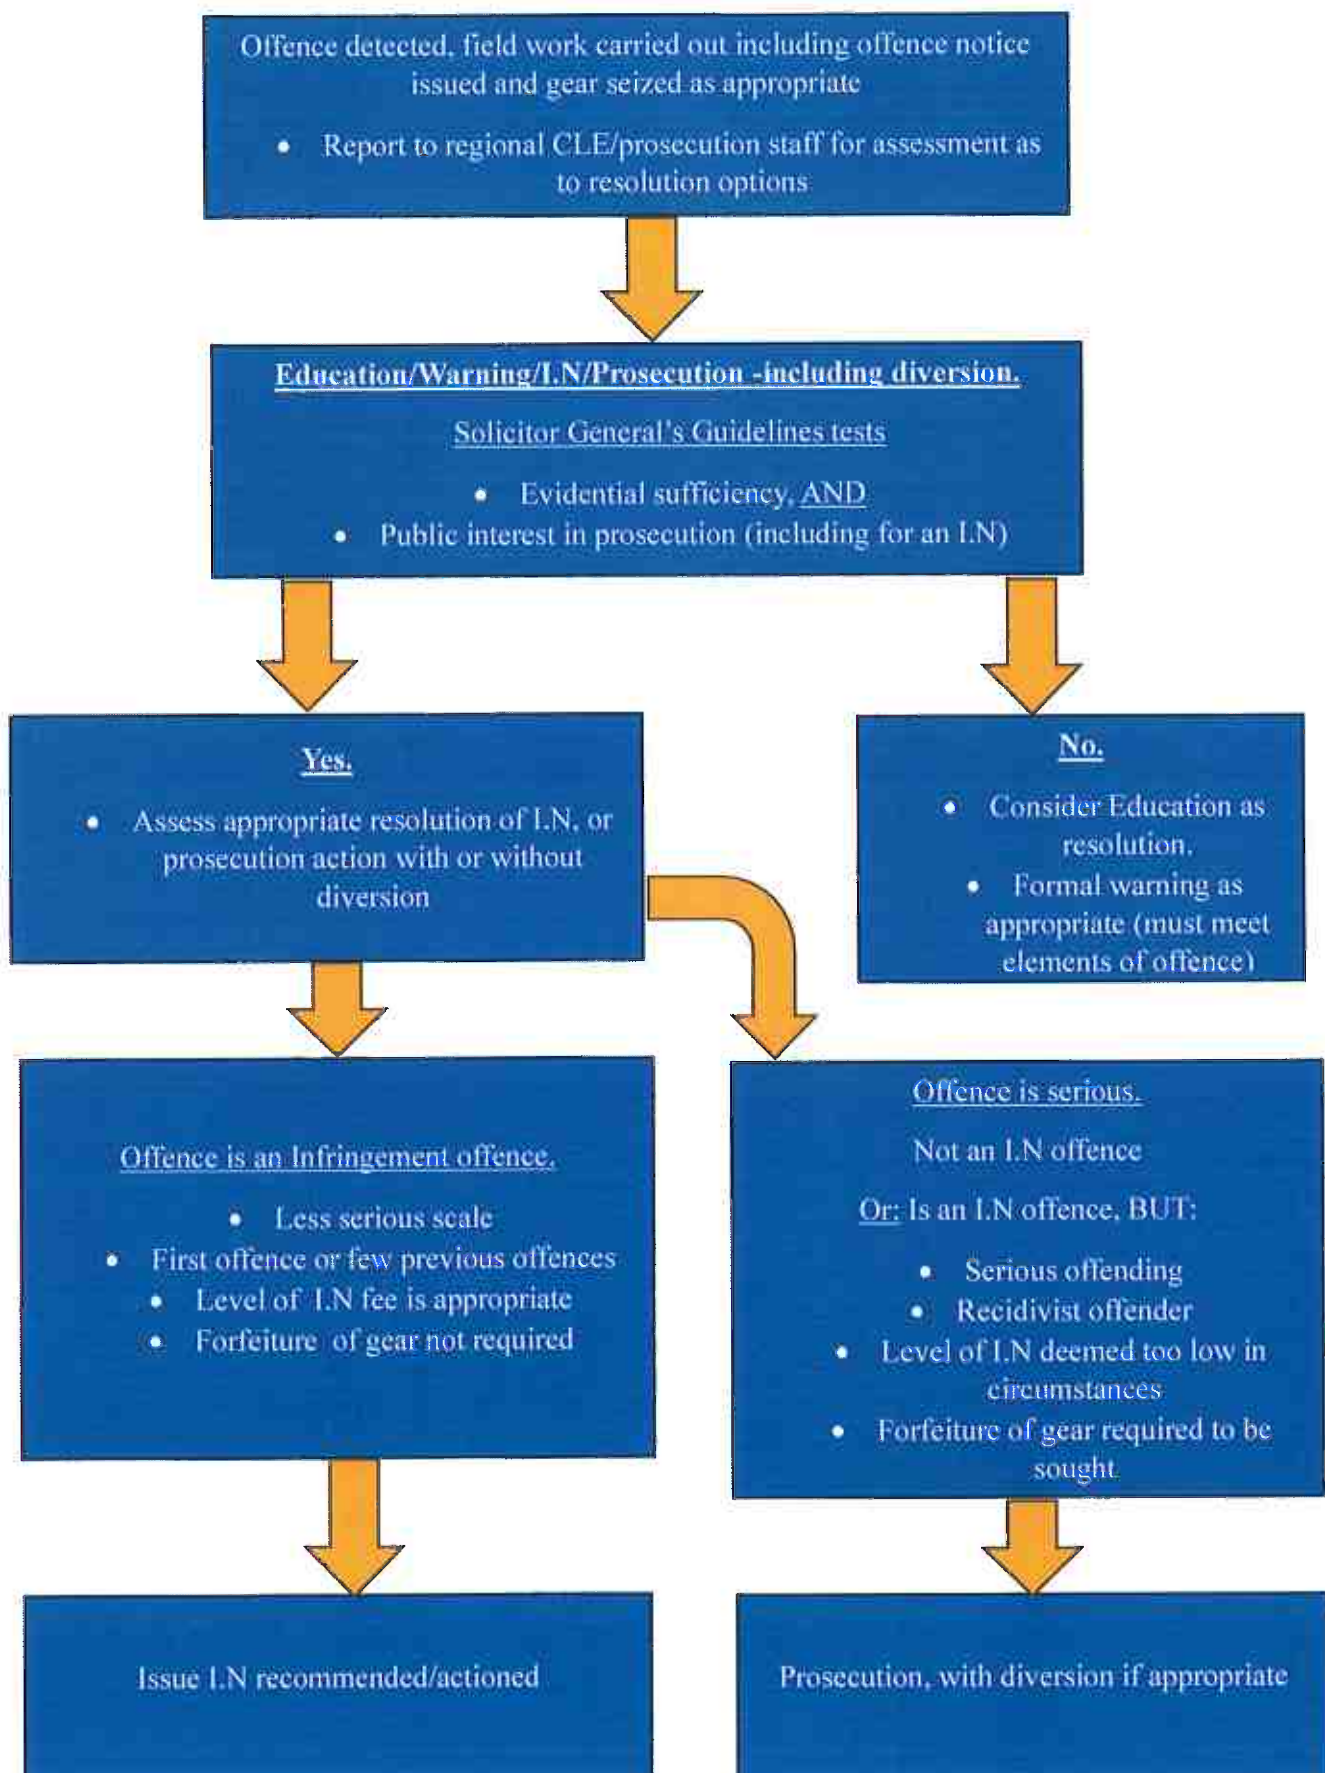 Offence detected, field work carried out including offence notice
issued and gear seized as appropriate
• Report to regional CLE/prosecution staff for assessment as
to resolution options
Education/Warning/I.N/Prosecution -including diversion.
Solicitor General's Guidelines tests
• Evidential sufficiency, AND
• Public interest in prosecution (including for an I.N)
Yes.
• Assess appropriate resolution of I.N, or
prosecution action with or without
diversion
No.
• Consider Education as
resolution.
• Formal warning as
appropriate (must meet
elements of offence)
Offence is an Infringement offence.
• Less serious scale
• First offence or few previous offences
• Level of I.N fee is appropriate
• Forfeiture of gear not required
Offence is serious.
Not an I.N offence
Or: Is an I.N offence, BUT:
• Serious offending
• Recidivist offender
• Level of I.N deemed too low in
circumstances
• Forfeiture of gear required to be
sought
Issue I.N recommended/actioned
Prosecution, with diversion if appropriate